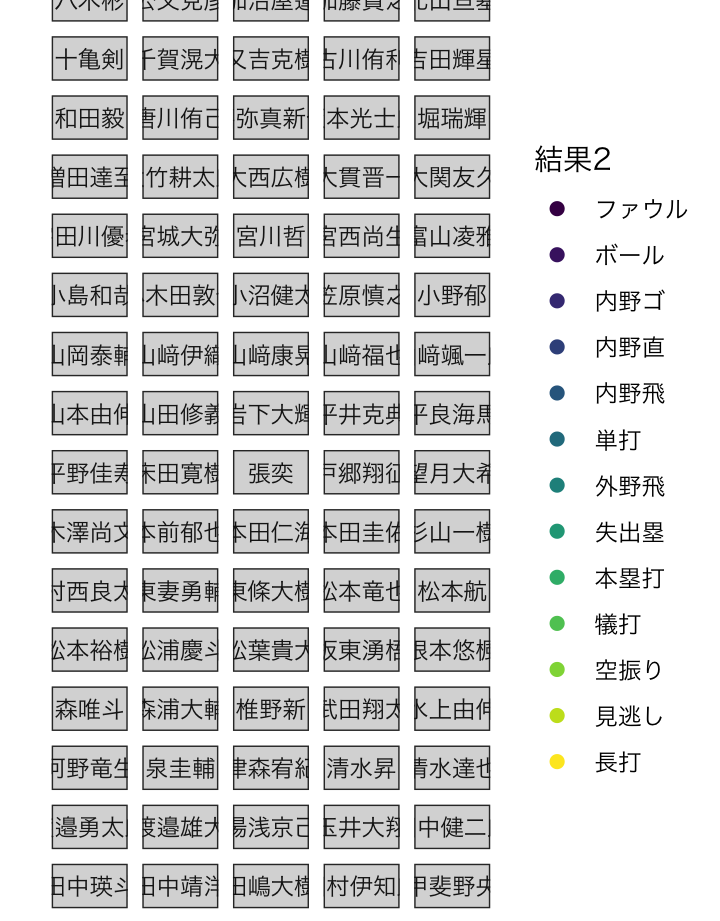 十亀剣 千賀滉大 又吉克樹 古川侑利 吉田輝星
和田毅 唐川侑己 弥真新 本光士 堀瑞輝
増田達至 竹耕太 大西広樹 大貫晋一 大関友久
田川優 宮城大弥 宮川哲 宮西尚生 富山凌雅
小島和哉 木田敦 小沼健太 笠原慎之 小野郁
山岡泰輔 山﨑伊織 山﨑康晃 山﨑福也 﨑颯一
山本由伸 山田修義 岩下大輝 平井克典 平良海馬
平野佳寿 床田寛樹 張奕 戸郷翔征 望月大希
木澤尚文 本前郁也 本田仁海 本田圭佑 杉山一樹
村西良太 東妻勇輔 東條大樹 松本竜也 松本航
松本裕樹 松浦慶斗 松葉貴大 坂東湧梧 根本悠楓
森唯斗 森浦大輔 椎野新 武田翔太 水上由伸
河野竜生 泉圭輔 津森宥紀 清水昇 清水達也
邉勇太 渡邉雄大 湯浅京己 玉井大翔 中健二
田中瑛斗 田中靖洋 田嶋大樹 村伊知 甲斐野央
結果2
ファウル
ボール
内野ゴ
内野直
内野飛
単打
外野飛
失出塁
本塁打
犠打
空振り
見逃し
長打